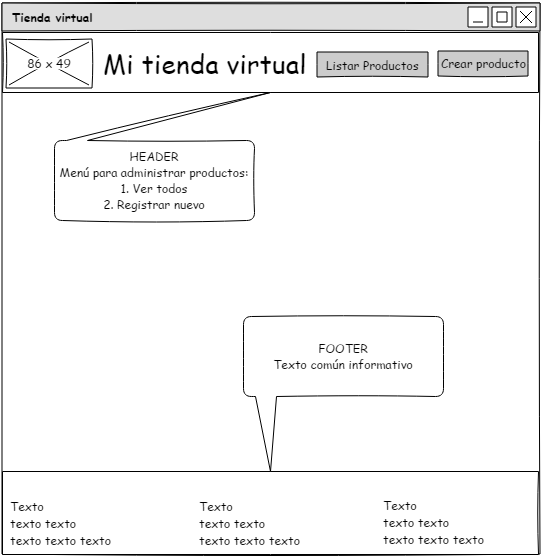 Tienda virtual
86 x 49
Mi tienda virtual
Listar Productos
Crear producto
HEADER
Menú para administrar productos:
1. Ver todos
2. Registrar nuevo
FOOTER
Texto común informativo
Texto
texto texto
texto texto texto
Texto
texto texto
texto texto texto
Texto
texto texto
texto texto texto